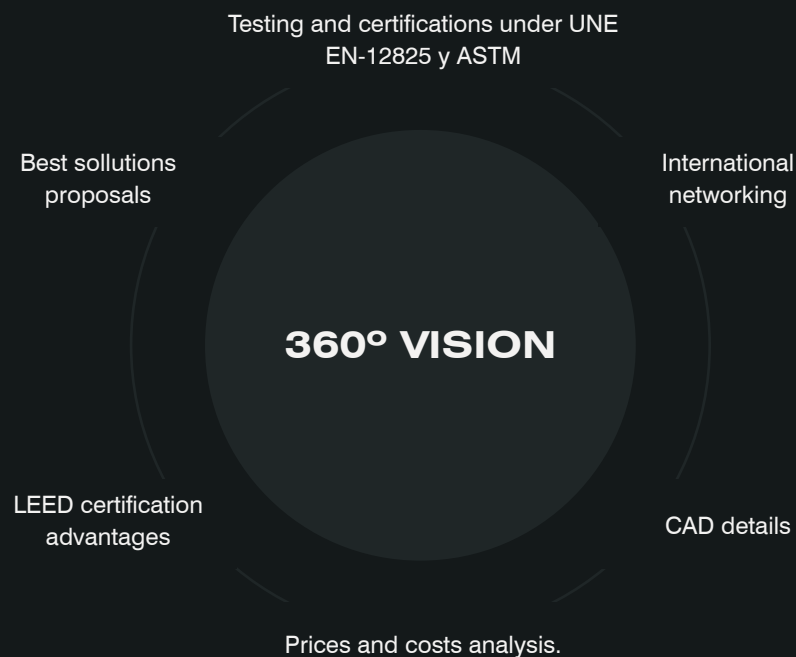 Testing and certifications under UNE
EN-12825 y ASTM
Best sollutions
proposals
International
networking
360º VISION
LEED certification
advantages
CAD details
Prices and costs analysis.